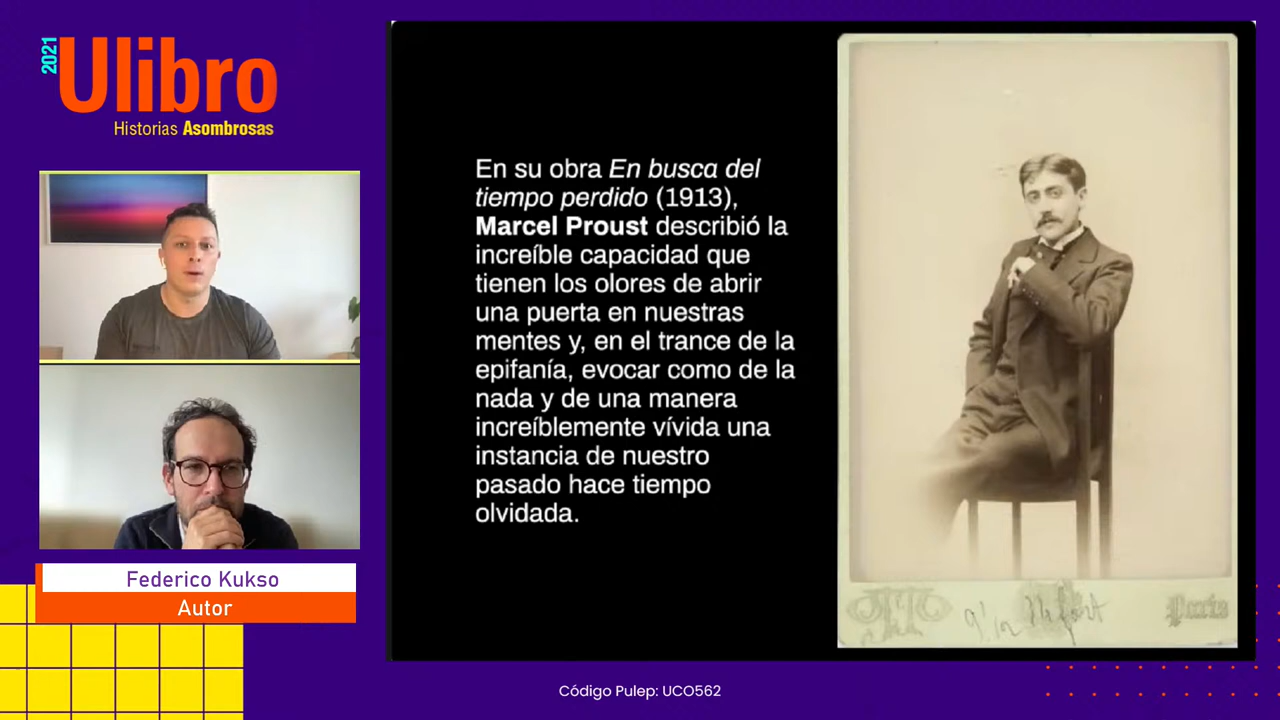 2021
Ulibro
Historias Asombrosas
En su obra En busca del
tiempo perdido (1913),
Marcel Proust describió la
increíble capacidad que
tienen los olores de abrir
una puerta en nuestras
mentes y, en el trance de la
epifanía, evocar como de la
nada y de una manera
increíblemente vívida una
instancia de nuestro
pasado hace tiempo
olvidada.
Paris
Federico Kukso
Autor
Código Pulep: UCO562